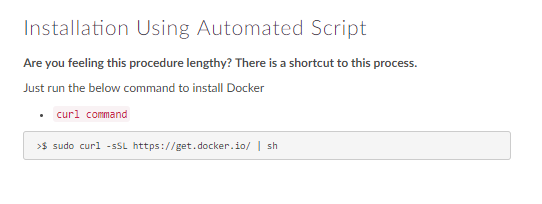 Installation Using Automated Script
Are you feeling this procedure lengthy? There is a shortcut to this process.
Just run the below command to install Docker
• curl command
>$ sudo curl -sSL https://get.docker.io/ | sh